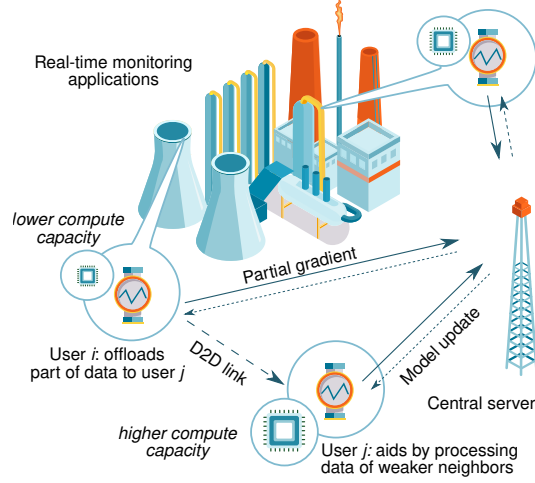 Real-time monitoring
applications
lower compute
capacity
Partial gradient
User i: offloads
part of data to user j
D2D link
Model update
Central server
higher compute
capacity
User j: aids by processing
data of weaker neighbors